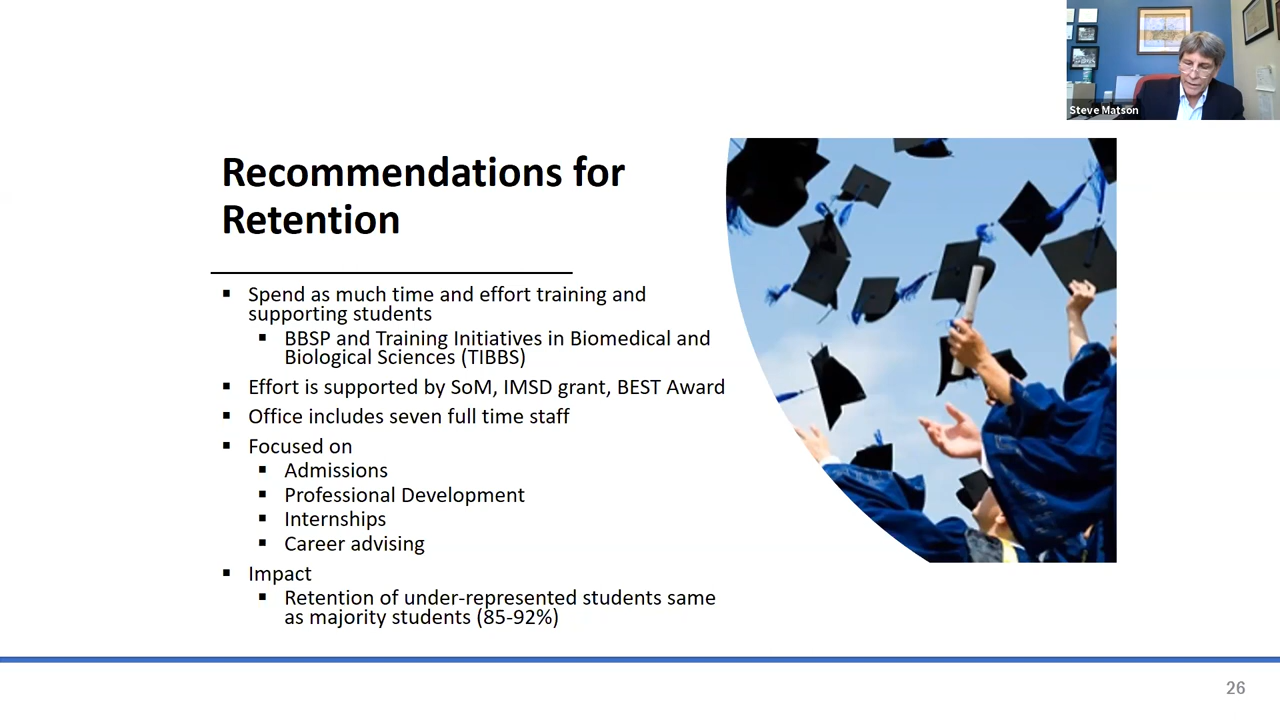 Steve Matson
Recommendations for
Retention
▪ Spend as much time and effort training and
supporting students
▪ BBSP and Training Initiatives in Biomedical and
Biological Sciences (TIBBS)
▪ Effort is supported by SoM, IMSD grant, BEST Award
▪ Office includes seven full time staff
▪ Focused on
▪ Admissions
▪ Professional Development
▪ Internships
▪ Career advising
▪ Impact
▪ Retention of under-represented students same
as majority students (85-92%)
26